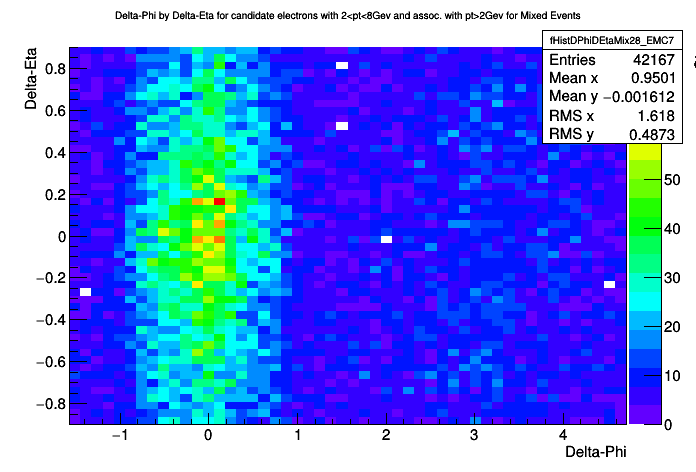 Delta-Phi by Delta-Eta for candidate electrons with 2<pt<8Gev and assoc. with pt>2Gev for Mixed Events
fHistDPhiDEtaMix28_EMC7
Entries 42167
Mean x 0.9501
Mean y −0.001612
RMS x 1.618
RMS y 0.4873
Delta-Eta
0.8
0.6
0.4
0.2
0
−0.2
−0.4
−0.6
−0.8
−1
0
1
2
3
4
Delta-Phi
50
40
30
20
10
0